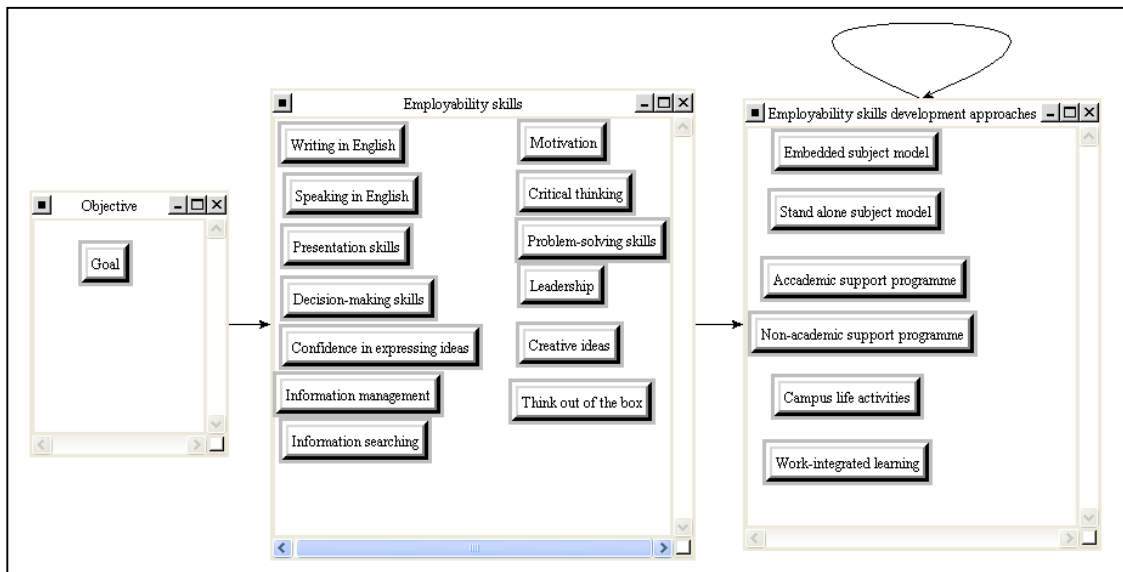 Objective
Goal
Employability skills
Writing in English
Speaking in English
Presentation skills
Decision-making skills
Confidence in expressing ideas
Information management
Information searching
Motivation
Critical thinking
Problem-solving skills
Leadership
Creative ideas
Think out of the box
Employability skills development approaches
Embedded subject model
Stand alone subject model
Accademic support programme
Non-academic support programme
Campus life activities
Work-integrated learning